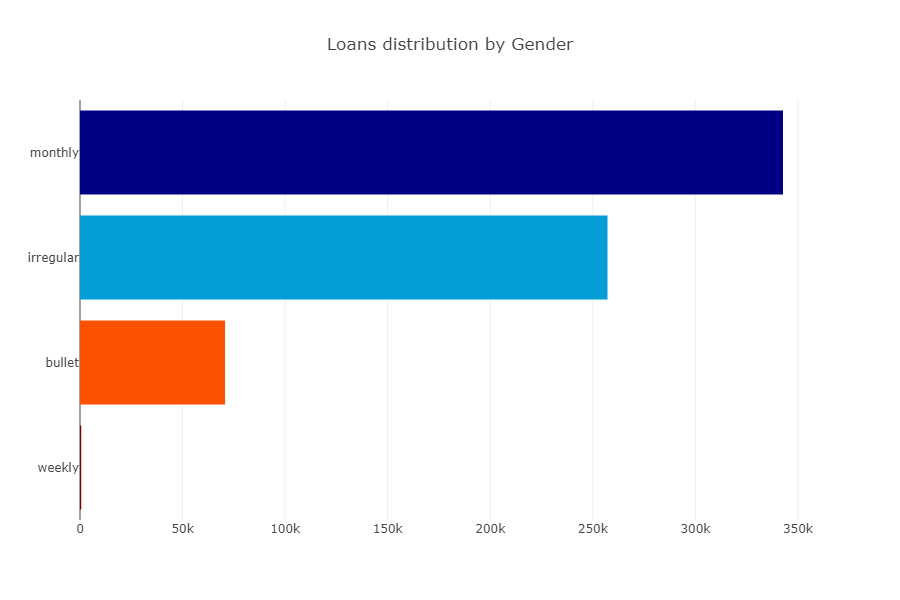 Loans distribution by Gender
monthly
irregular
bullet
weekly
0 50k 100k 150k 200k 250k 300k 350k